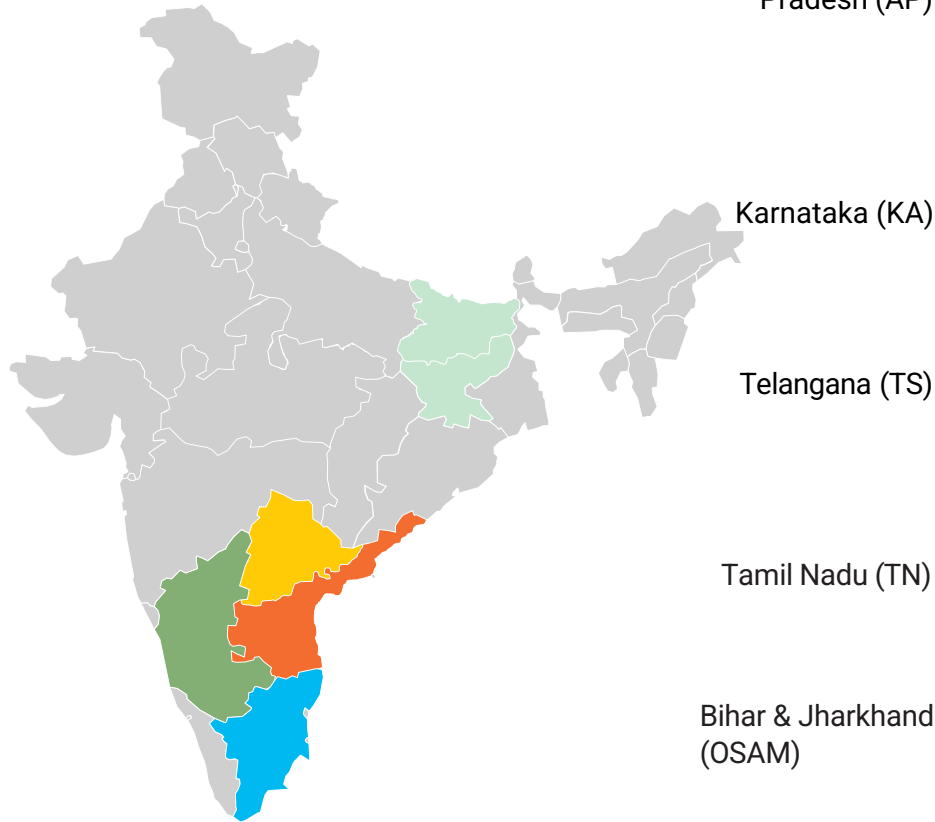 Pradesh (AP)
Karnataka (KA)
Telangana (TS)
Tamil Nadu (TN)
Bihar & Jharkhand
(OSAM)